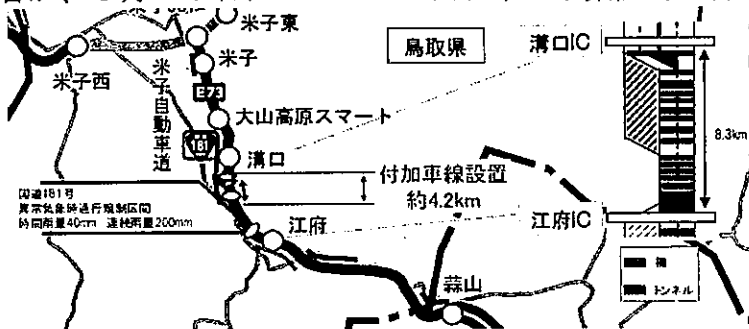 米子東
米子
米子西
米子自動車道
E73
大山高原スマート
181
溝口
鳥取県
溝口IC
8.3km
付加車線設置
約4.2km
国道181号
異常気象時通行規制区間
時間雨量40mm 連続雨量200mm
江府
江府IC
蒜山
橋
トンネル